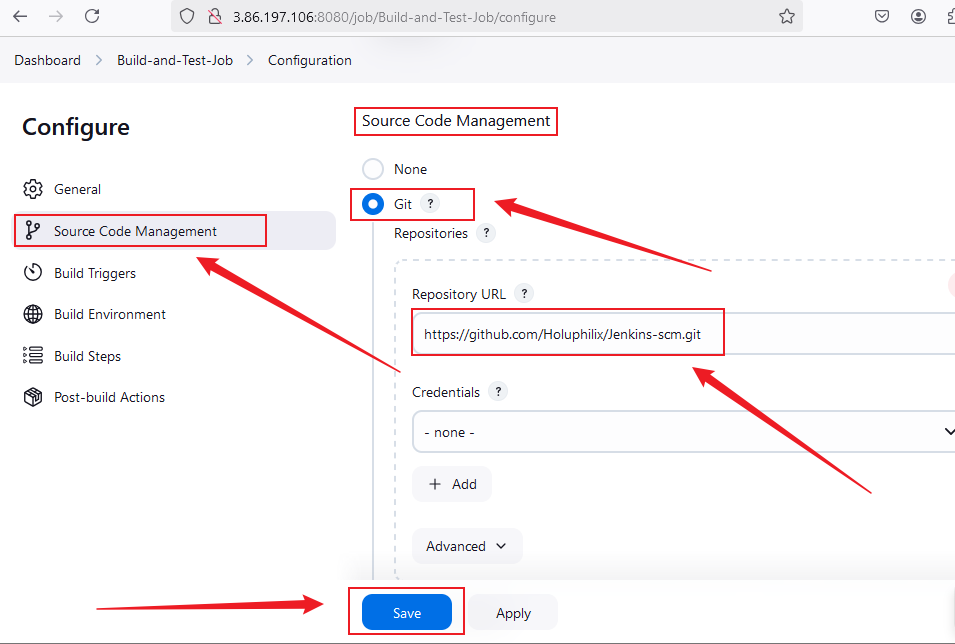 3.86.197.106:8080/job/Build-and-Test-Job/configure
Dashboard > Build-and-Test-Job > Configuration
Configure
General
Source Code Management
Build Triggers
Build Environment
Build Steps
Post-build Actions
Source Code Management
None
Git ?
Repositories ?
Repository URL ?
https://github.com/Holuphilix/Jenkins-scm.git
Credentials ?
- none -
+ Add
Advanced
Save Apply